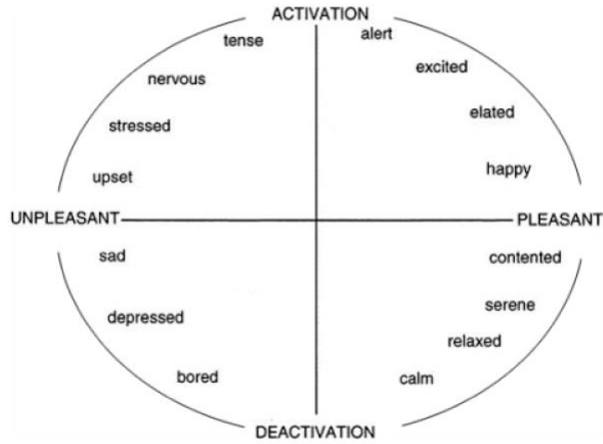 ACTIVATION
tense
alert
nervous
excited
stressed
elated
upset
happy
UNPLEASANT
PLEASANT
sad
contented
depressed
serene
relaxed
bored
calm
DEACTIVATION